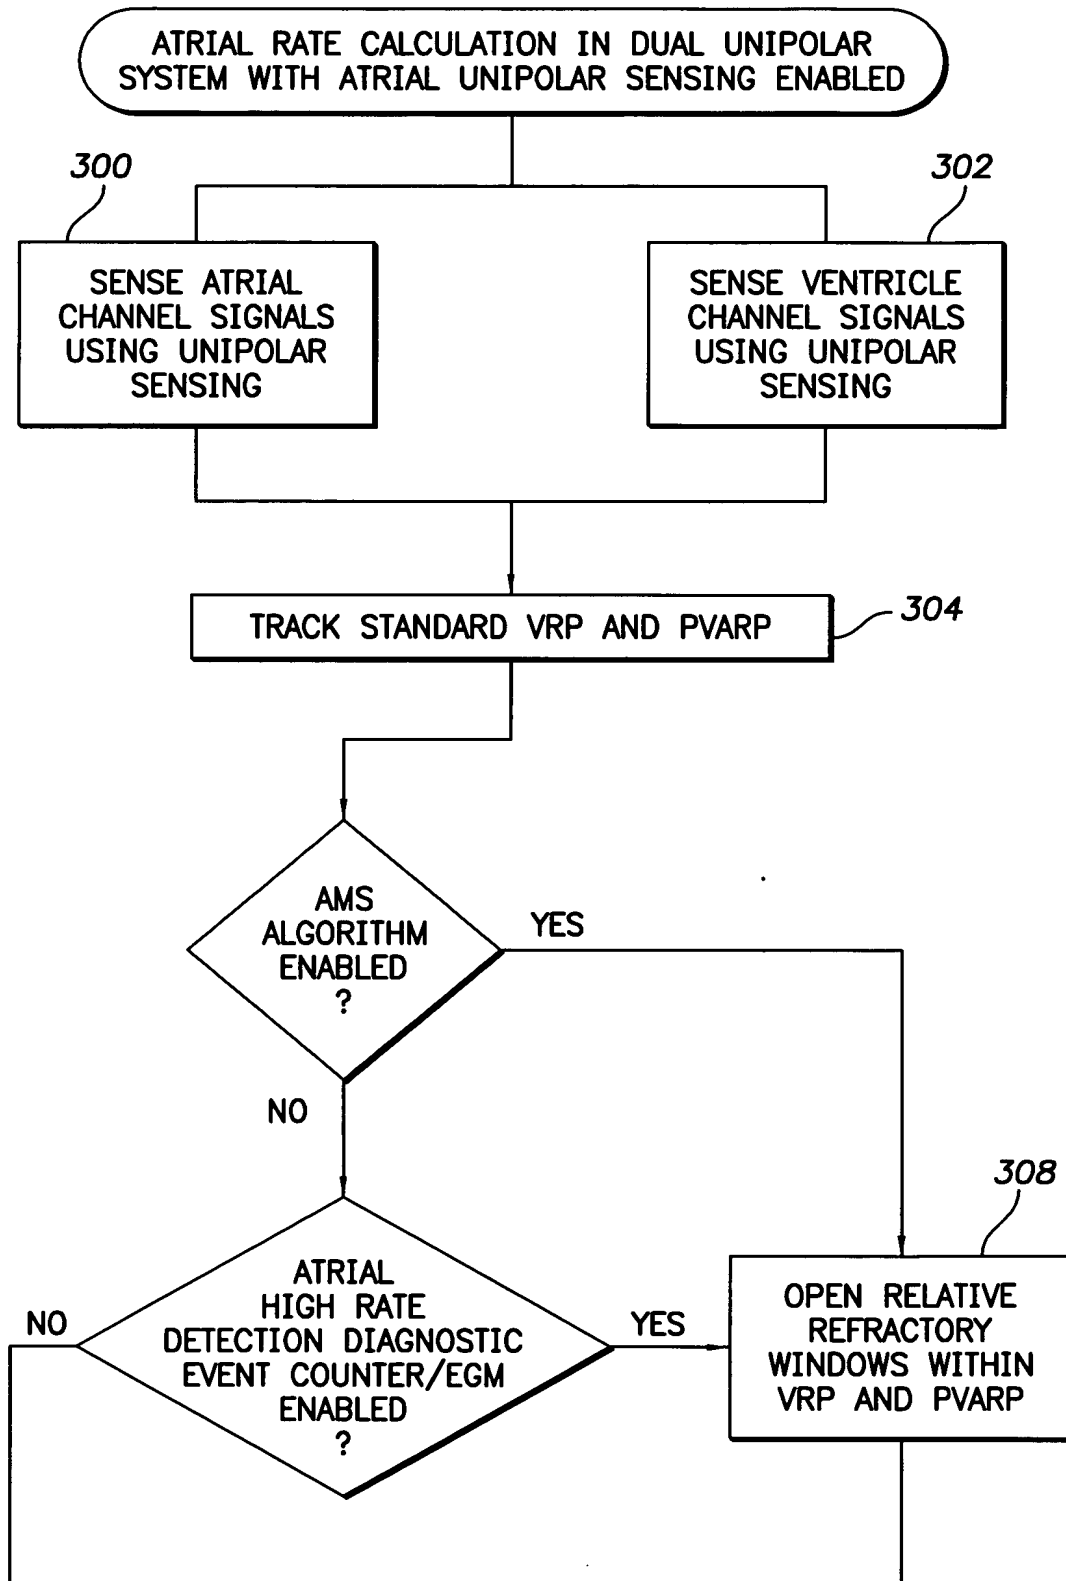 ATRIAL RATE CALCULATION IN DUAL UNIPOLAR
SYSTEM WITH ATRIAL UNIPOLAR SENSING ENABLED
300
302
SENSE ATRIAL
CHANNEL SIGNALS
USING UNIPOLAR
SENSING
SENSE VENTRICLE
CHANNEL SIGNALS
USING UNIPOLAR
SENSING
TRACK STANDARD VRP AND PVARP
304
AMS
ALGORITHM
ENABLED
?
YES
NO
308
ATRIAL
HIGH RATE
DETECTION DIAGNOSTIC
EVENT COUNTER/EGM
ENABLED
?
NO
YES
OPEN RELATIVE
REFRACTORY
WINDOWS WITHIN
VRP AND PVARP